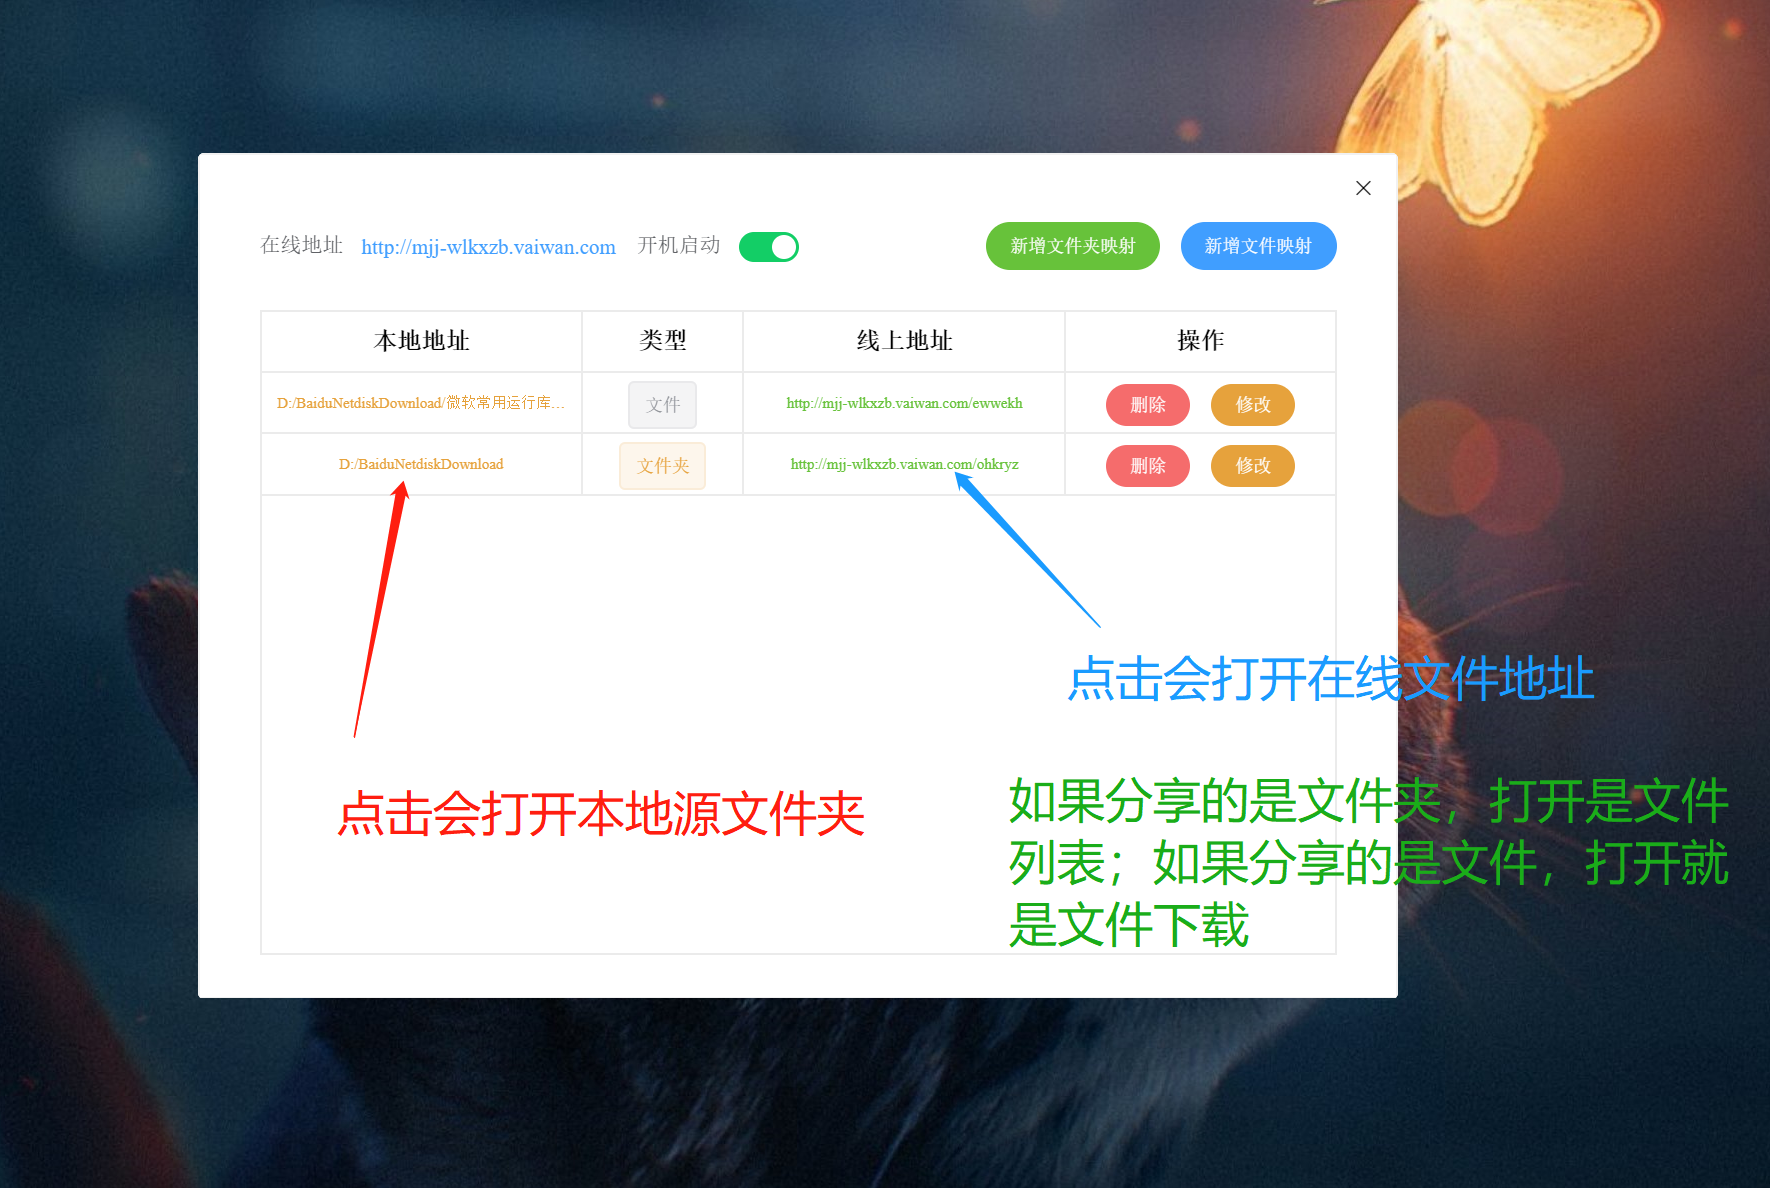 在线地址 http://mjj-wlkxzb.vaiwan.com 开机启动 新增文件夹映射 新增文件映射
本地地址 类型 线上地址 操作
D:/BaiduNetdiskDownload/微软常用运行库... 文件 http://mjj-wlkxzb.vaiwan.com/ewwekh 删除 修改
D:/BaiduNetdiskDownload 文件夹 http://mjj-wlkxzb.vaiwan.com/ohkryz 删除 修改
点击会打开在线文件地址
点击会打开本地源文件夹
如果分享的是文件夹，打开是文件
列表；如果分享的是文件，打开就
是文件下载